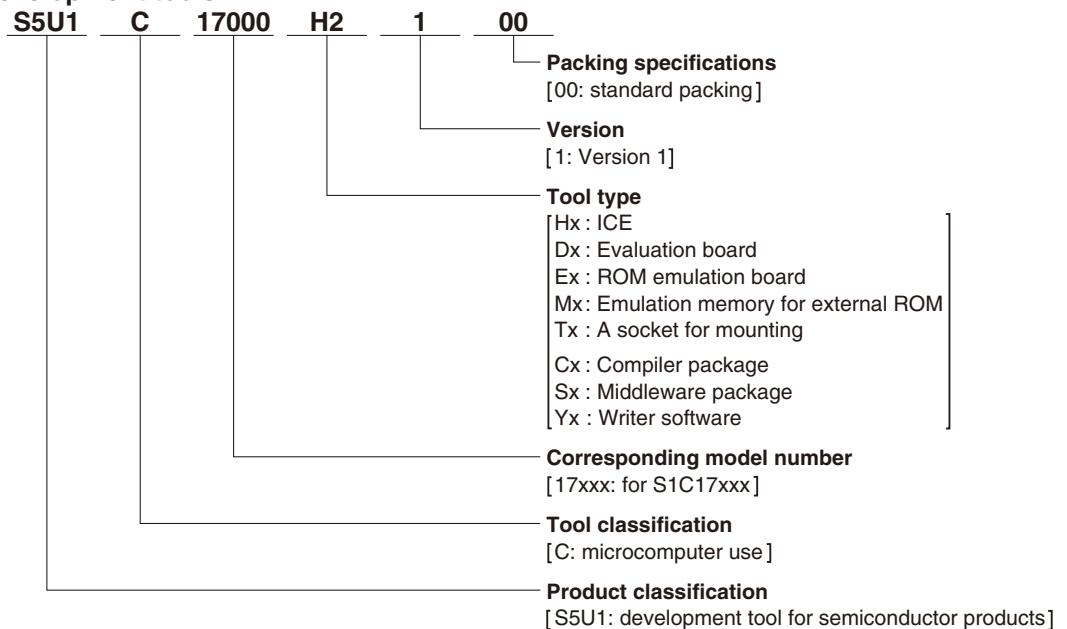 S5U1 C 17000 H2 1 00
Packing specifications
[00: standard packing]
Version
[1: Version 1]
Tool type
[Hx : ICE
Dx : Evaluation board
Ex : ROM emulation board
Mx : Emulation memory for external ROM
Tx : A socket for mounting
Cx : Compiler package
Sx : Middleware package
Yx : Writer software]
Corresponding model number
[17xxx: for S1C17xxx]
Tool classification
[C: microcomputer use]
Product classification
[S5U1: development tool for semiconductor products]